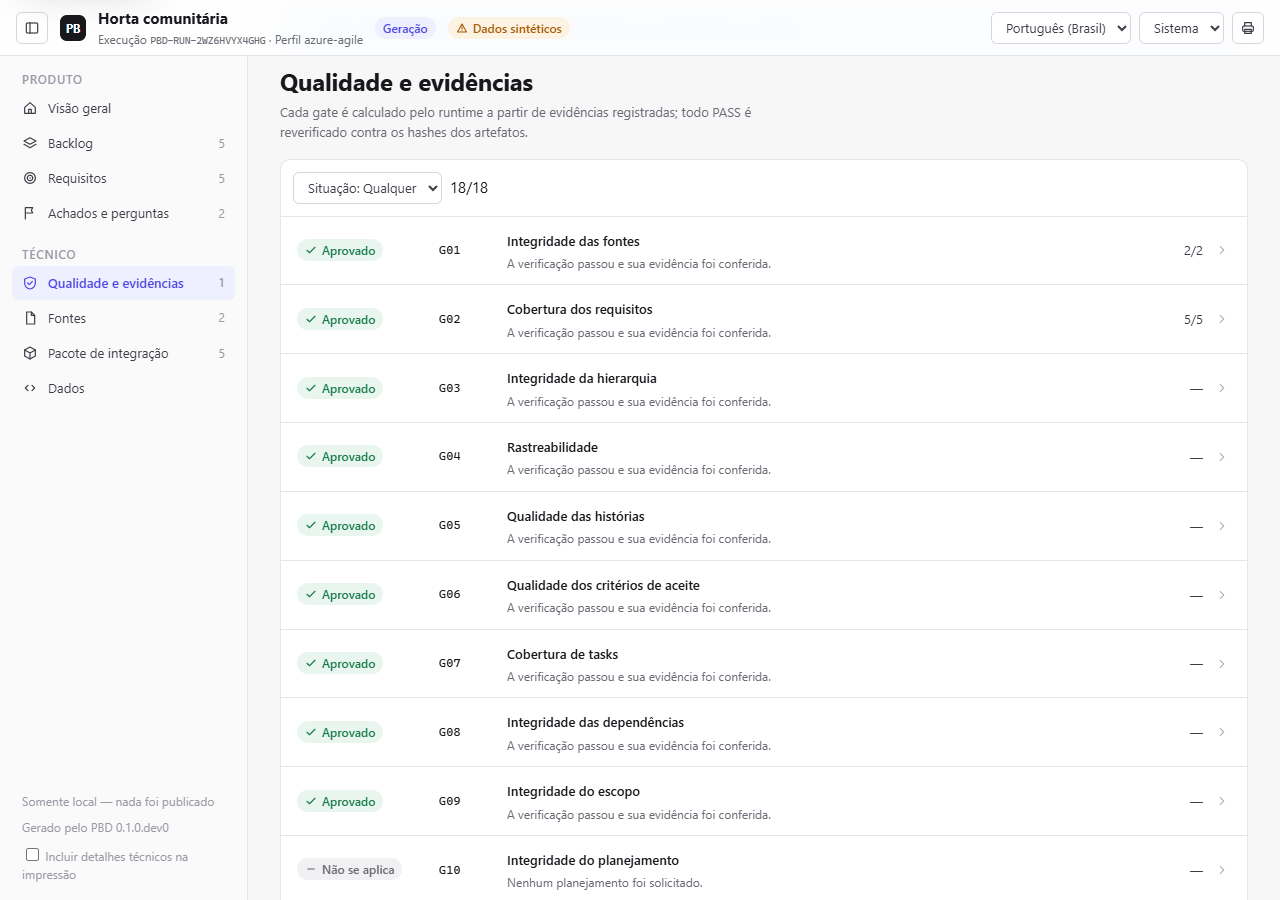 PB
Horta comunitária
Execução PBD-RUN-2WZ6HVYX4GHG · Perfil azure-agile
Geração
Dados sintéticos
Português (Brasil)
Sistema
PRODUTO
Visão geral
Backlog 5
Requisitos 5
Achados e perguntas 2
TÉCNICO
Qualidade e evidências 1
Fontes 2
Pacote de integração 5
Dados
Somente local — nada foi publicado
Gerado pelo PBD 0.1.0.dev0
Incluir detalhes técnicos na
impressão
Qualidade e evidências
Cada gate é calculado pelo runtime a partir de evidências registradas; todo PASS é
reverificado contra os hashes dos artefatos.
Situação: Qualquer 18/18
Aprovado G01 Integridade das fontes 2/2
A verificação passou e sua evidência foi conferida.
Aprovado G02 Cobertura dos requisitos 5/5
A verificação passou e sua evidência foi conferida.
Aprovado G03 Integridade da hierarquia —
A verificação passou e sua evidência foi conferida.
Aprovado G04 Rastreabilidade —
A verificação passou e sua evidência foi conferida.
Aprovado G05 Qualidade das histórias —
A verificação passou e sua evidência foi conferida.
Aprovado G06 Qualidade dos critérios de aceite —
A verificação passou e sua evidência foi conferida.
Aprovado G07 Cobertura de tasks —
A verificação passou e sua evidência foi conferida.
Aprovado G08 Integridade das dependências —
A verificação passou e sua evidência foi conferida.
Aprovado G09 Integridade do escopo —
A verificação passou e sua evidência foi conferida.
Não se aplica G10 Integridade do planejamento —
Nenhum planejamento foi solicitado.